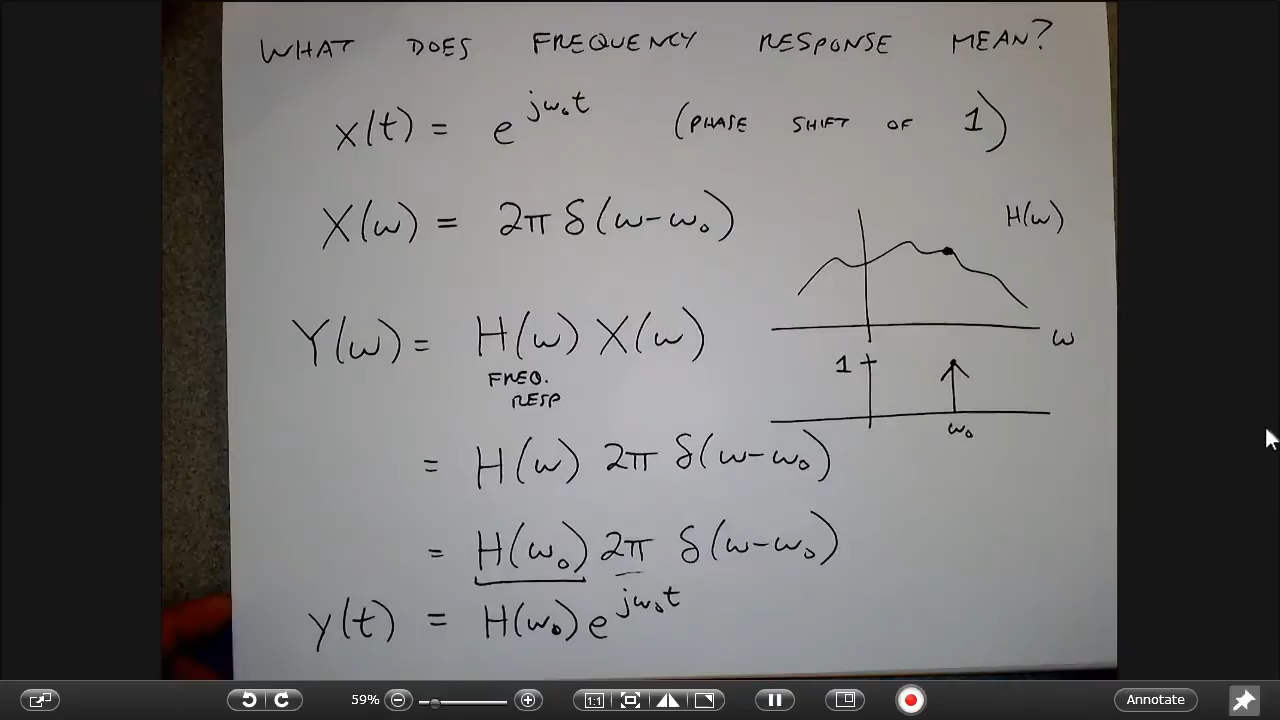 WHAT DOES FREQUENCY RESPONSE MEAN?
x(t) = e^{jω₀t} (PHASE SHIFT OF 1)
X(ω) = 2π δ(ω-ω₀)
H(ω)
Y(ω) = H(ω) X(ω)
ω
FREQ.
RESP
1
ω₀
= H(ω) 2π δ(ω-ω₀)
= H(ω₀) 2π δ(ω-ω₀)
y(t) = H(ω₀) e^{jω₀t}
59%
1:1
Annotate